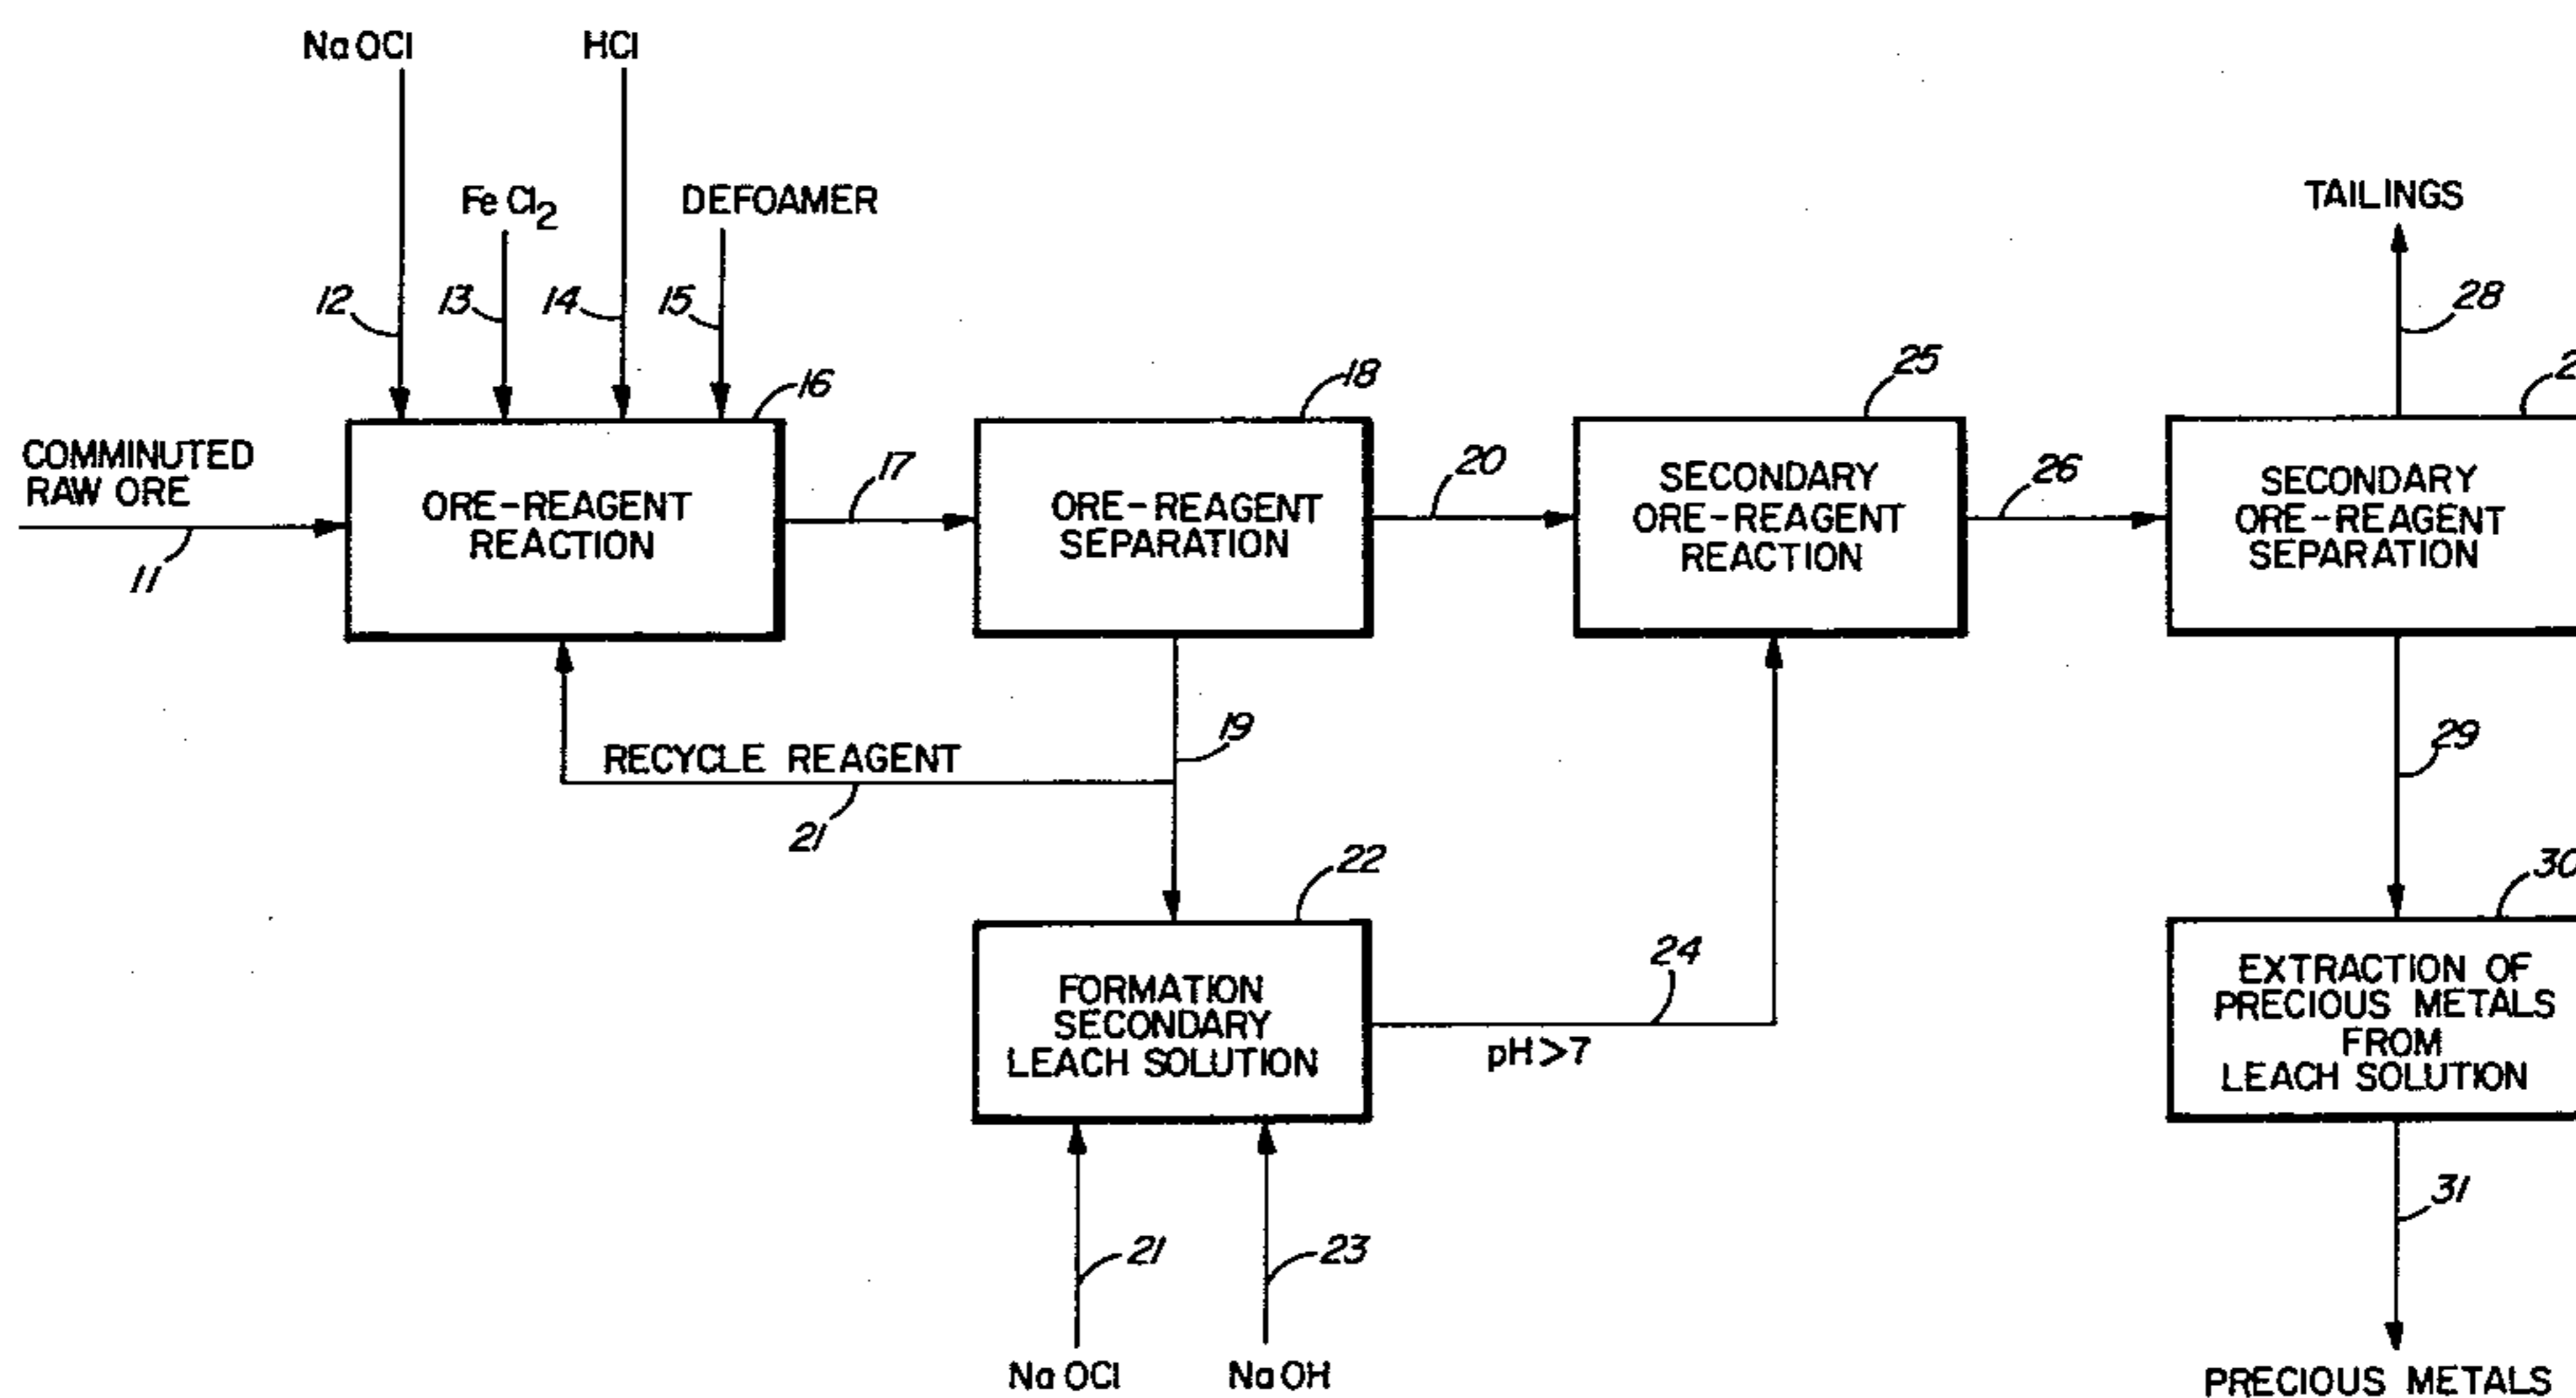 NaOCl
HCl
FeCl2
DEFOAMER
TAILINGS
12
13
14
15
28
16
18
25
2
COMMINUTED
RAW ORE
11
ORE-REAGENT
REACTION
17
ORE-REAGENT
SEPARATION
20
SECONDARY
ORE-REAGENT
REACTION
26
SECONDARY
ORE-REAGENT
SEPARATION
19
29
RECYCLE REAGENT
21
22
30
FORMATION
SECONDARY
LEACH SOLUTION
24
pH>7
EXTRACTION OF
PRECIOUS METALS
FROM
LEACH SOLUTION
21
23
31
NaOCl
NaOH
PRECIOUS METALS